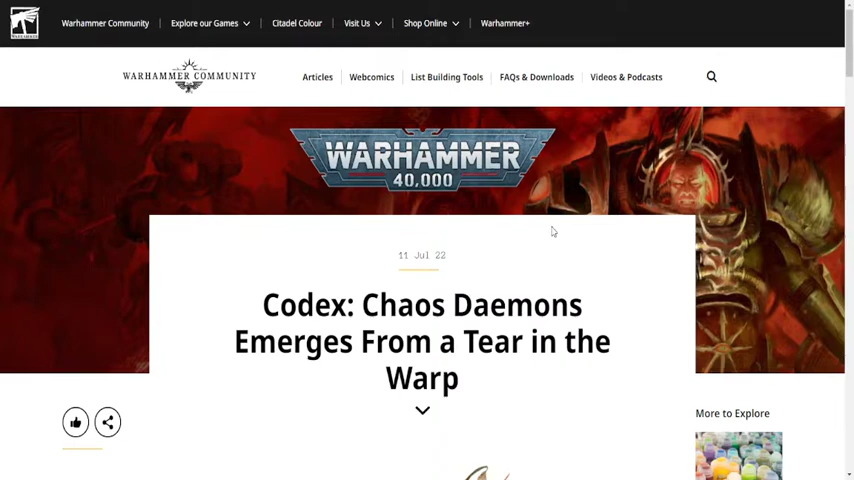 Warhammer Community
Explore our Games
Citadel Colour
Visit Us
Shop Online
Warhammer+
WARHAMMER COMMUNITY
Articles
Webcomics
List Building Tools
FAQs & Downloads
Videos & Podcasts
WARHAMMER
40,000
11 Jul 22
Codex: Chaos Daemons
Emerges From a Tear in the
Warp
More to Explore